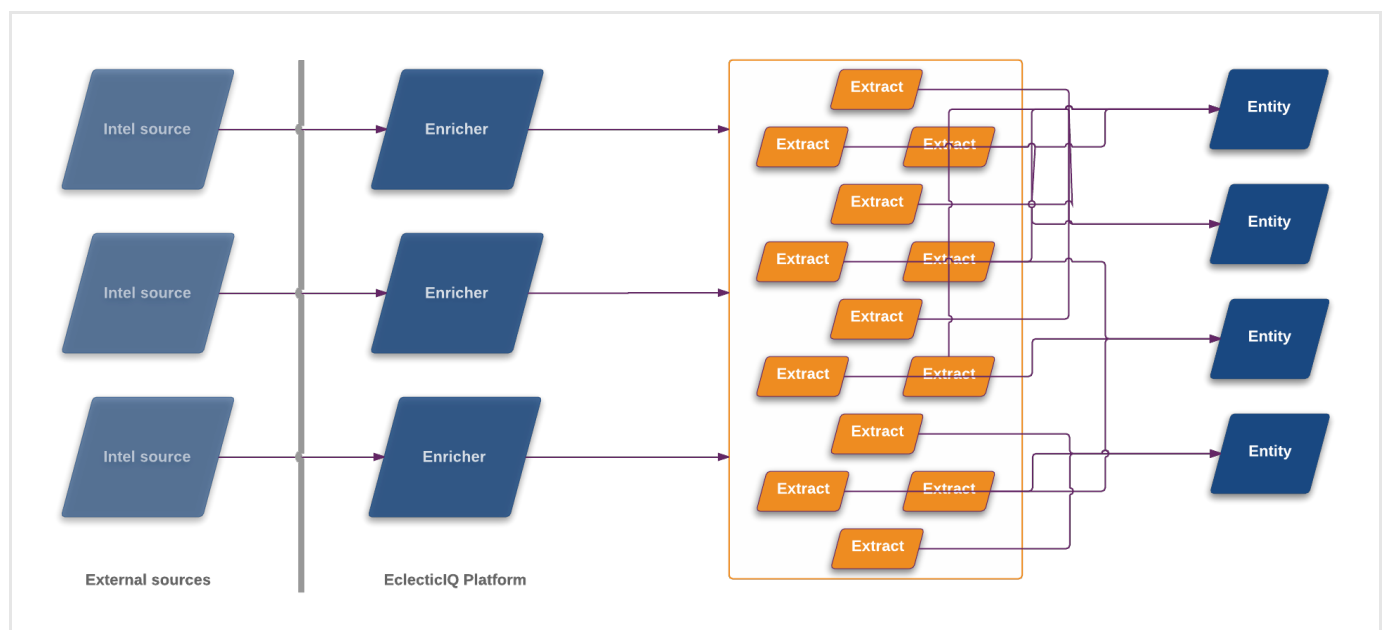 Intel source
Enricher
Extract
Entity
Extract
Extract
Extract
Entity
Extract
Extract
Intel source
Enricher
Extract
Entity
Extract
Extract
Extract
Entity
Intel source
Enricher
Extract
Extract
Extract
External sources
EclecticIQ Platform